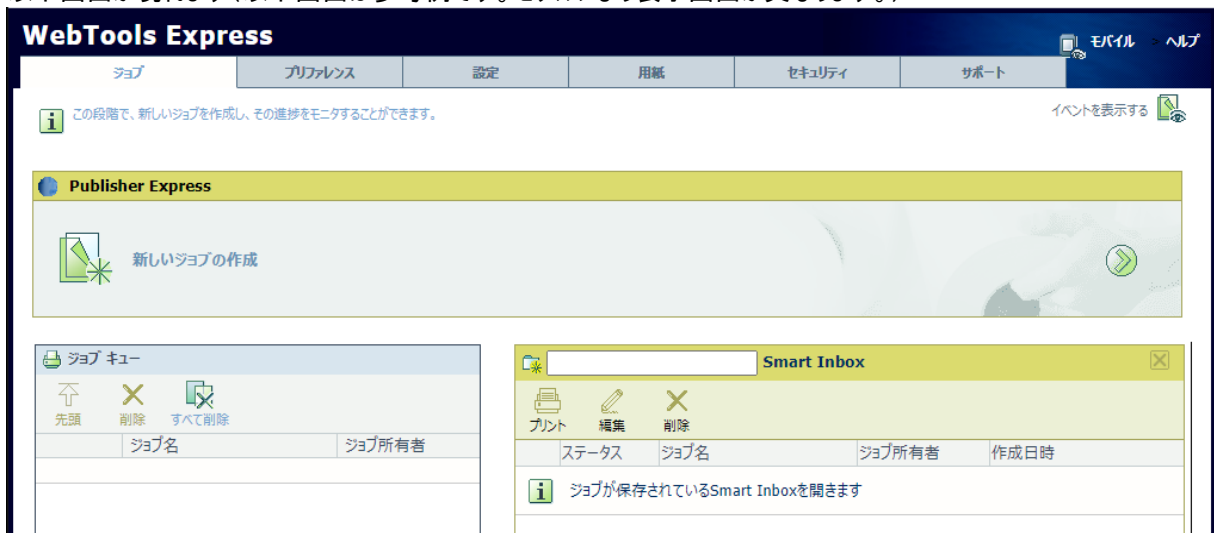 WebTools Express
モバイル
ヘルプ
ジョブ
プリファレンス
設定
用紙
セキュリティ
サポート
この段階で、新しいジョブを作成し、その進捗をモニタすることができます。
イベントを表示する
Publisher Express
新しいジョブの作成
ジョブ キュー
先頭
削除
すべて削除
ジョブ名
ジョブ所有者
Smart Inbox
プリント
編集
削除
ステータス
ジョブ名
ジョブ所有者
作成日時
ジョブが保存されているSmart Inboxを開きます